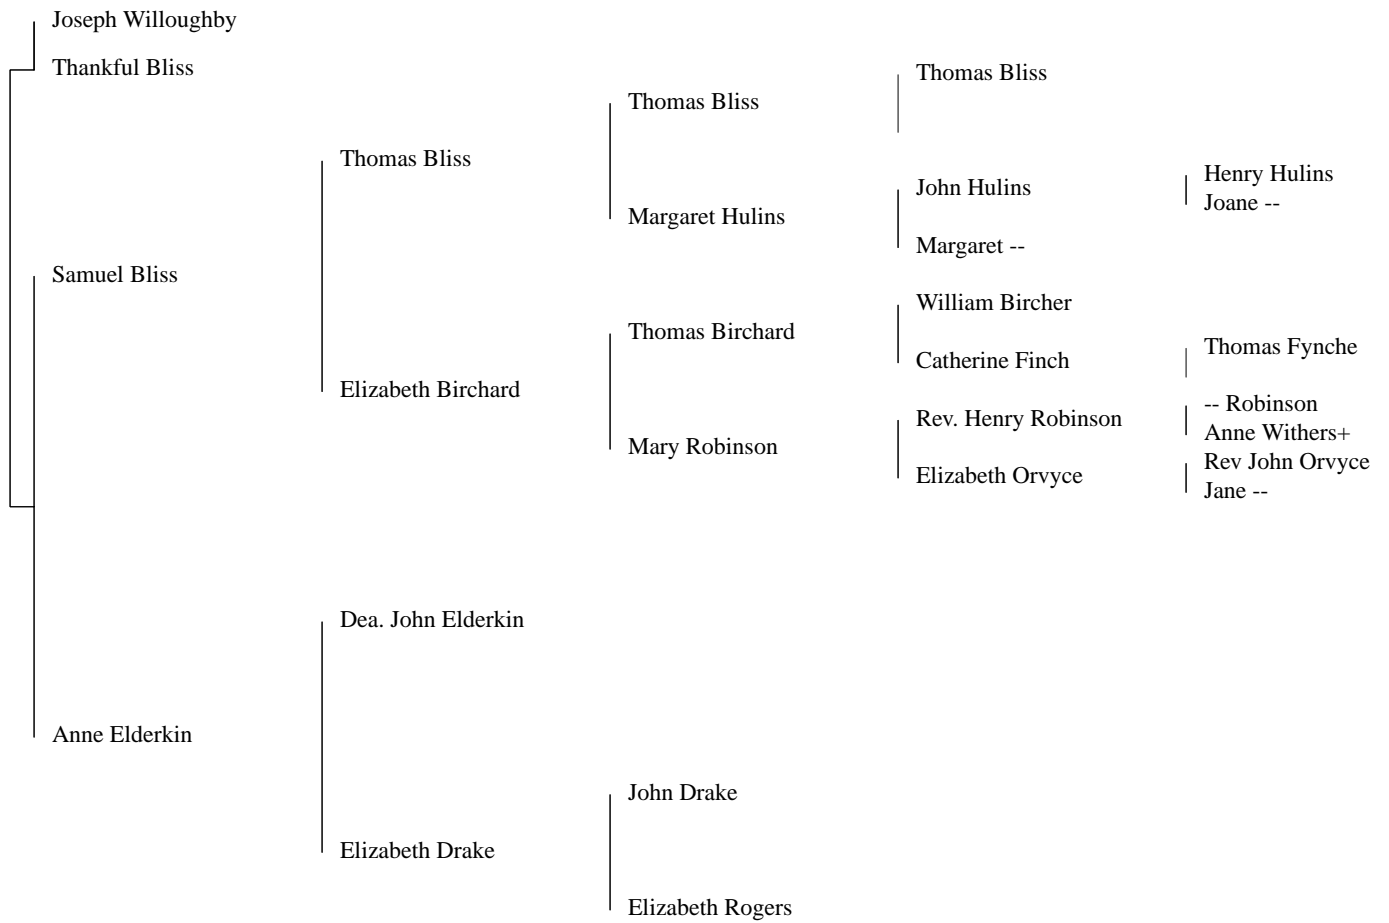 Joseph Willoughby
Thankful Bliss
Thomas Bliss
Thomas Bliss
Thomas Bliss
Henry Hulins
John Hulins
Joane --
Margaret Hulins
Margaret --
Samuel Bliss
William Bircher
Thomas Birchard
Thomas Fynche
Catherine Finch
Elizabeth Birchard
-- Robinson
Rev. Henry Robinson
Anne Withers+
Mary Robinson
Rev John Orvyce
Elizabeth Orvyce
Jane --
Dea. John Elderkin
Anne Elderkin
John Drake
Elizabeth Drake
Elizabeth Rogers